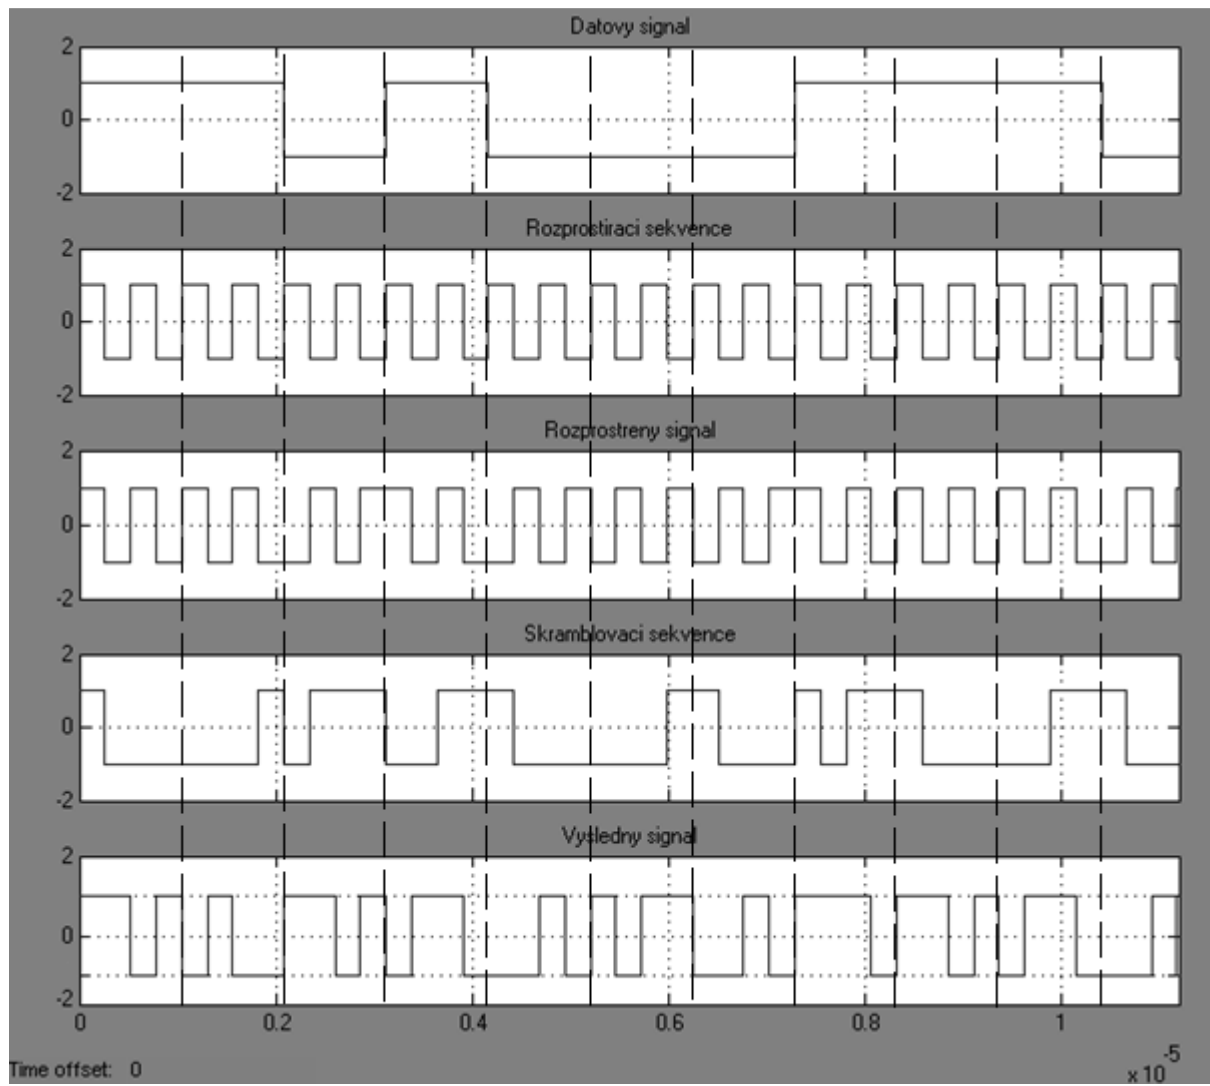 Datovy signal
2
0
-2
Rozprostiraci sekvence
2
0
-2
Rozprostreny signal
2
0
-2
Skramblovaci sekvence
2
0
-2
Vysledny signal
2
0
-2
0 0.2 0.4 0.6 0.8 1
x 10 -5
Time offset: 0